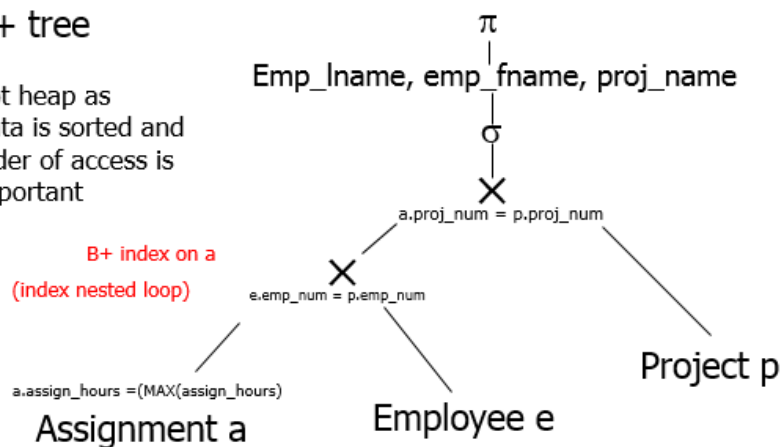 + tree
π
Emp_lname, emp_fname, proj_name
t heap as
ta is sorted and
der of access is
portant
σ
×
a.proj_num = p.proj_num
B+ index on a
(index nested loop)
×
e.emp_num = p.emp_num
Project p
a.assign_hours =(MAX(assign_hours)
Assignment a
Employee e